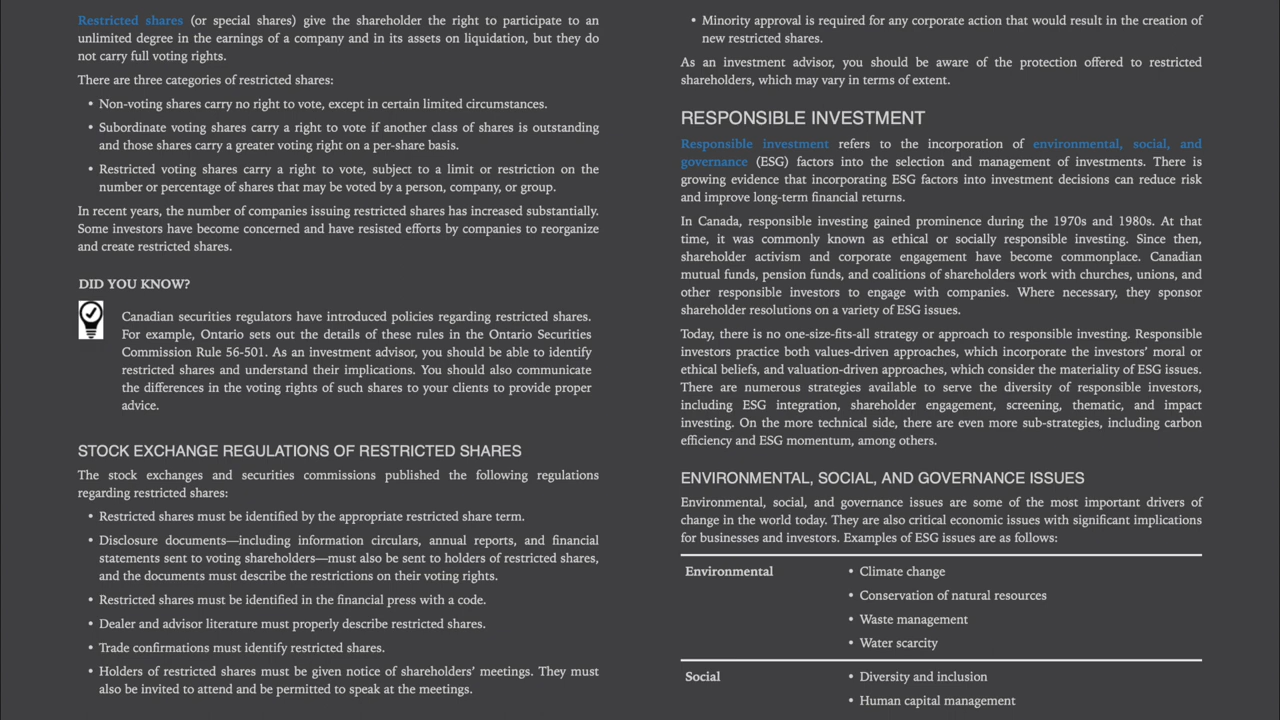 Restricted shares (or special shares) give the shareholder the right to participate to an
unlimited degree in the earnings of a company and in its assets on liquidation, but they do
not carry full voting rights.
There are three categories of restricted shares:
• Non-voting shares carry no right to vote, except in certain limited circumstances.
• Subordinate voting shares carry a right to vote if another class of shares is outstanding
and those shares carry a greater voting right on a per-share basis.
• Restricted voting shares carry a right to vote, subject to a limit or restriction on the
number or percentage of shares that may be voted by a person, company, or group.
In recent years, the number of companies issuing restricted shares has increased substantially.
Some investors have become concerned and have resisted efforts by companies to reorganize
and create restricted shares.
DID YOU KNOW?
Canadian securities regulators have introduced policies regarding restricted shares.
For example, Ontario sets out the details of these rules in the Ontario Securities
Commission Rule 56-501. As an investment advisor, you should be able to identify
restricted shares and understand their implications. You should also communicate
the differences in the voting rights of such shares to your clients to provide proper
advice.
STOCK EXCHANGE REGULATIONS OF RESTRICTED SHARES
The stock exchanges and securities commissions published the following regulations
regarding restricted shares:
• Restricted shares must be identified by the appropriate restricted share term.
• Disclosure documents—including information circulars, annual reports, and financial
statements sent to voting shareholders—must also be sent to holders of restricted shares,
and the documents must describe the restrictions on their voting rights.
• Restricted shares must be identified in the financial press with a code.
• Dealer and advisor literature must properly describe restricted shares.
• Trade confirmations must identify restricted shares.
• Holders of restricted shares must be given notice of shareholders' meetings. They must
also be invited to attend and be permitted to speak at the meetings.
• Minority approval is required for any corporate action that would result in the creation of
new restricted shares.
As an investment advisor, you should be aware of the protection offered to restricted
shareholders, which may vary in terms of extent.
RESPONSIBLE INVESTMENT
Responsible investment refers to the incorporation of environmental, social, and
governance (ESG) factors into the selection and management of investments. There is
growing evidence that incorporating ESG factors into investment decisions can reduce risk
and improve long-term financial returns.
In Canada, responsible investing gained prominence during the 1970s and 1980s. At that
time, it was commonly known as ethical or socially responsible investing. Since then,
shareholder activism and corporate engagement have become commonplace. Canadian
mutual funds, pension funds, and coalitions of shareholders work with churches, unions, and
other responsible investors to engage with companies. Where necessary, they sponsor
shareholder resolutions on a variety of ESG issues.
Today, there is no one-size-fits-all strategy or approach to responsible investing. Responsible
investors practice both values-driven approaches, which incorporate the investors' moral or
ethical beliefs, and valuation-driven approaches, which consider the materiality of ESG issues.
There are numerous strategies available to serve the diversity of responsible investors,
including ESG integration, shareholder engagement, screening, thematic, and impact
investing. On the more technical side, there are even more sub-strategies, including carbon
efficiency and ESG momentum, among others.
ENVIRONMENTAL, SOCIAL, AND GOVERNANCE ISSUES
Environmental, social, and governance issues are some of the most important drivers of
change in the world today. They are also critical economic issues with significant implications
for businesses and investors. Examples of ESG issues are as follows:
Environmental • Climate change
• Conservation of natural resources
• Waste management
• Water scarcity
Social • Diversity and inclusion
• Human capital management